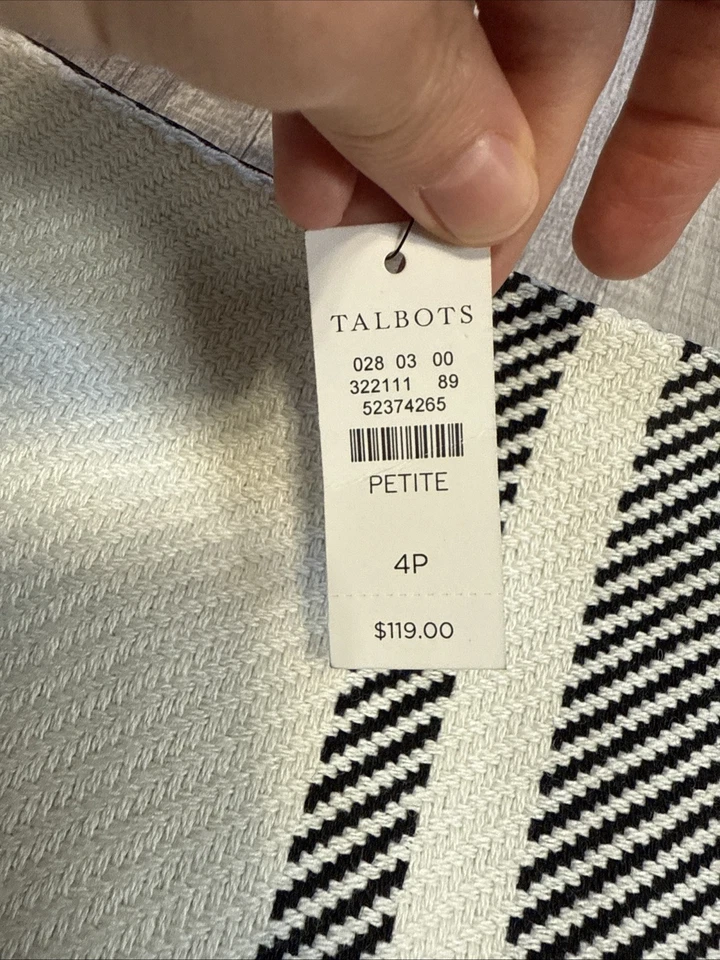 TALBOTS
028 03 00
322111 89
52374265
PETITE
4P
$119.00